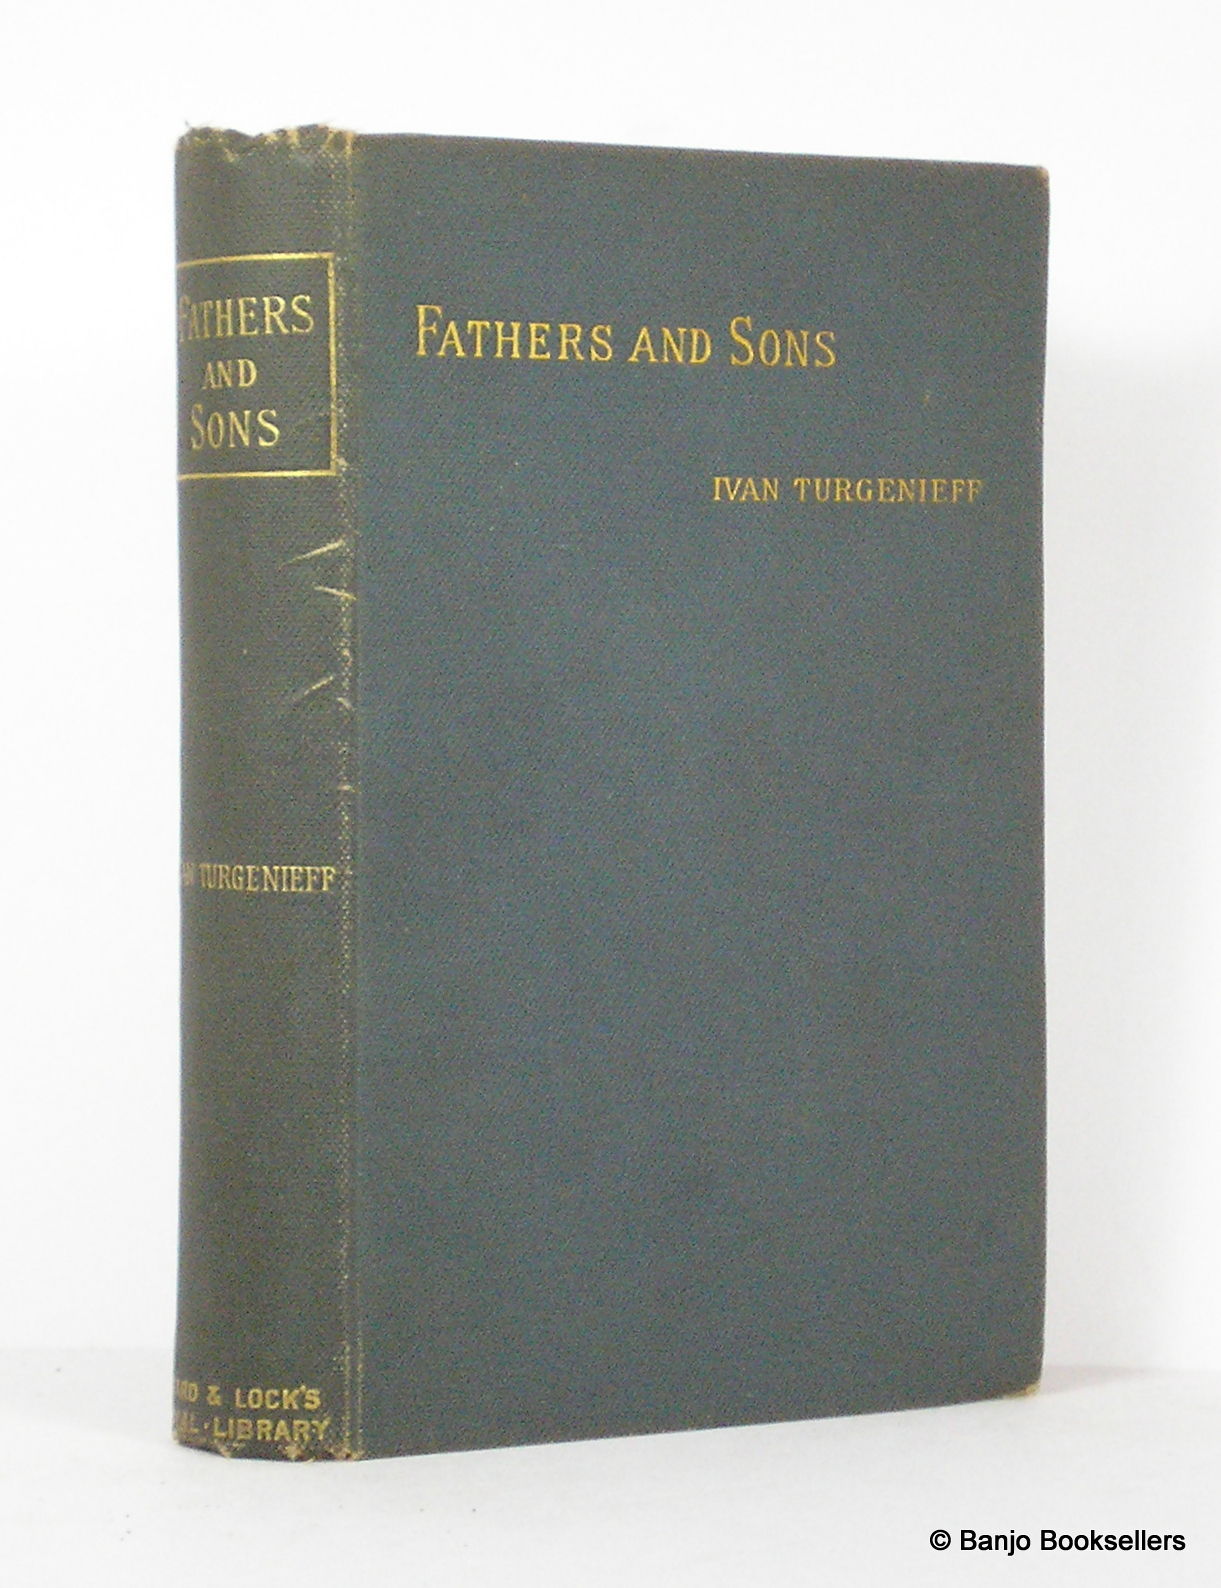 FATHERS
AND
SONS
TURGENIEFF
& LOCK'S
LIBRARY
FATHERS AND SONS
IVAN TURGENIEFF
© Banjo Booksellers